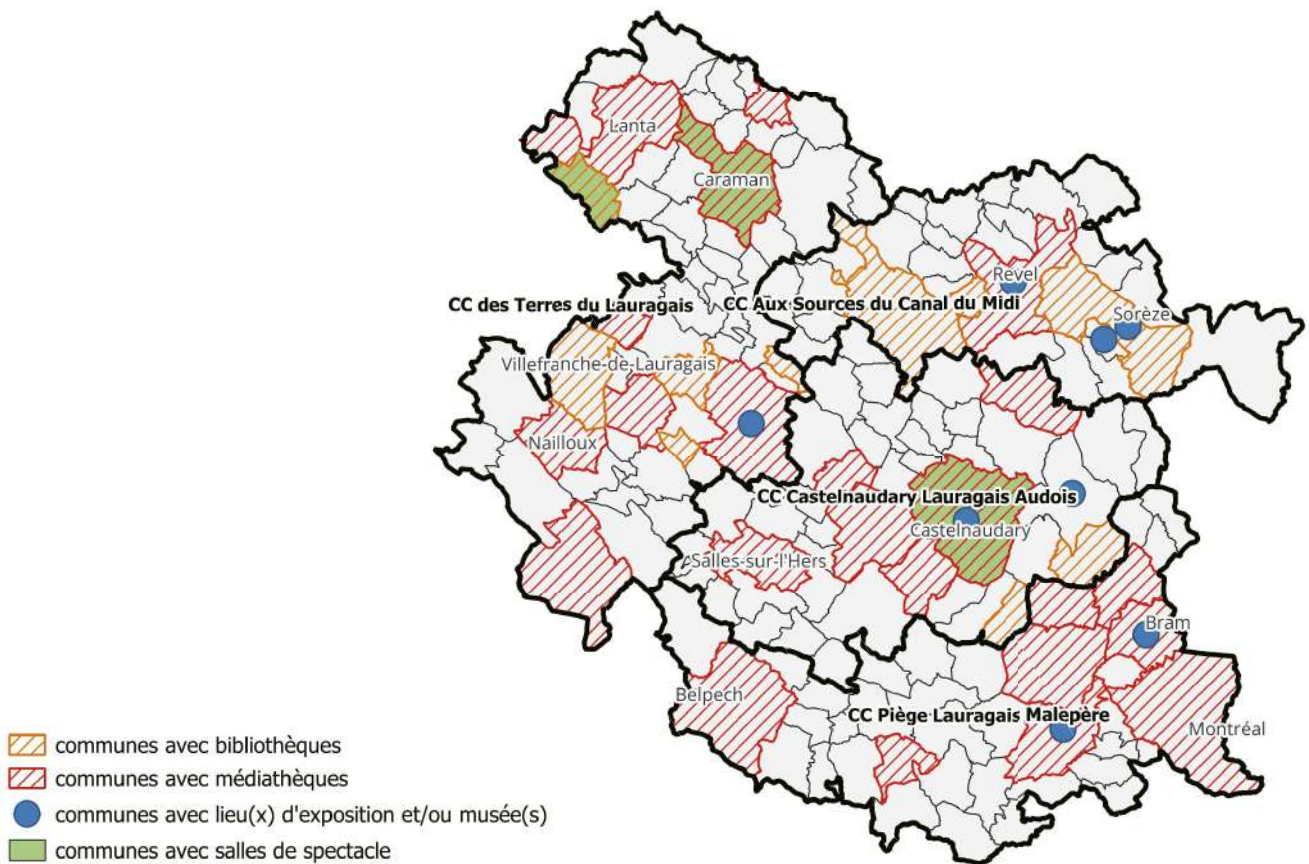 Lanta
Caraman
Revel
CC des Terres du Lauragais
CC Aux Sources du Canal du Midi
Sorèze
Villefranche-de-Lauragais
Nailloux
CC Castelnaudary Lauragais Audois
Castelnaudary
Salles-sur-l'Hers
Bram
Belpech
CC Piège Lauragais Malepère
Montréal
communes avec bibliothèques
communes avec médiathèques
communes avec lieu(x) d'exposition et/ou musée(s)
communes avec salles de spectacle